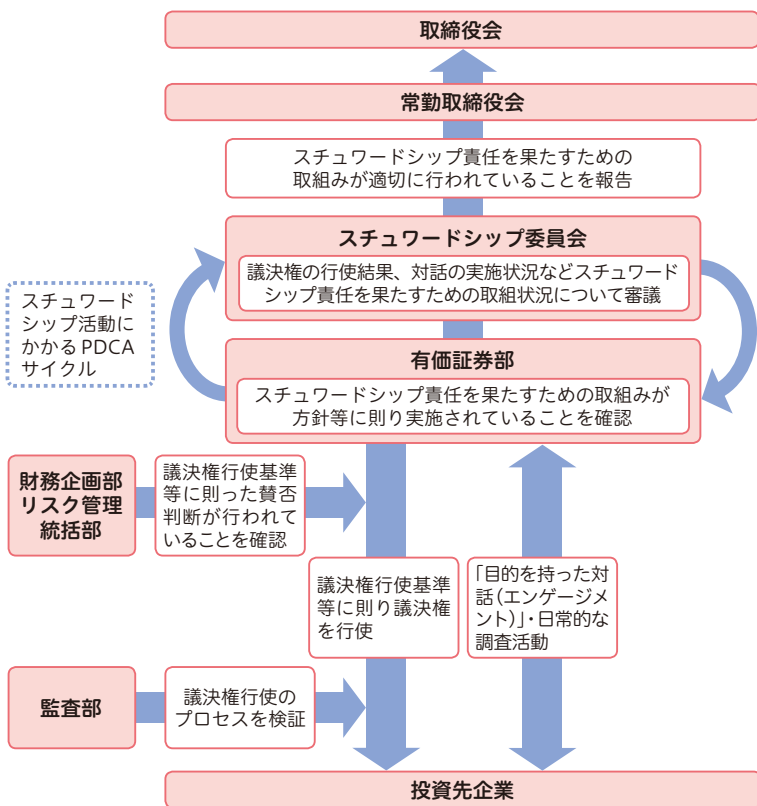 取締役会
常勤取締役会
スチュワードシップ責任を果たすための
取組みが適切に行われていることを報告
スチュワードシップ委員会
議決権の行使結果、対話の実施状況などスチュワード
シップ責任を果たすための取組状況について審議
スチュワード
シップ活動に
かかるPDCA
サイクル
有価証券部
スチュワードシップ責任を果たすための取組みが
方針等に則り実施されていることを確認
財務企画部
リスク管理
統括部
議決権行使基準
等に則った賛否
判断が行われて
いることを確認
議決権行使基準
等に則り議決権
を行使
「目的を持った対
話(エンゲージメ
ント)」・日常的な
調査活動
監査部
議決権行使の
プロセスを検証
投資先企業